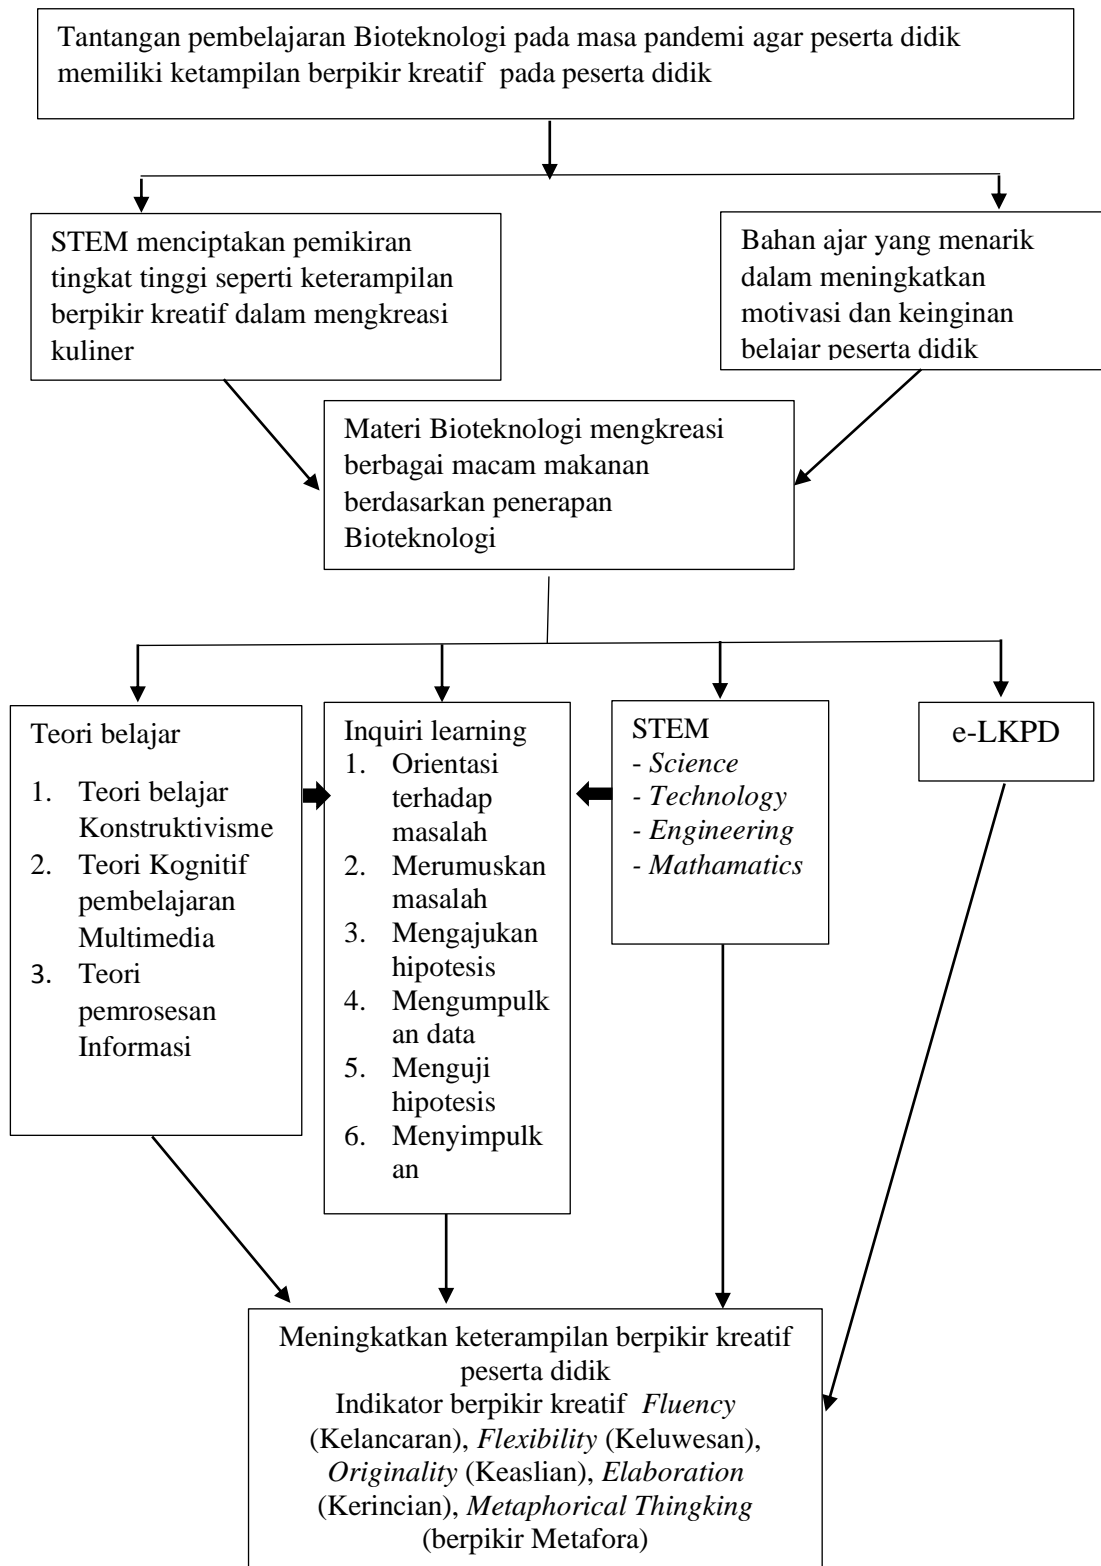 Tantangan pembelajaran Bioteknologi pada masa pandemi agar peserta didik
memiliki ketampilan berpikir kreatif pada peserta didik
STEM menciptakan pemikiran
tingkat tinggi seperti keterampilan
berpikir kreatif dalam mengkreasi
kuliner
Bahan ajar yang menarik
dalam meningkatkan
motivasi dan keinginan
belajar peserta didik
Materi Bioteknologi mengkreasi
berbagai macam makanan
berdasarkan penerapan
Bioteknologi
Teori belajar
1. Teori belajar
Konstruktivisme
2. Teori Kognitif
pembelajaran
Multimedia
3. Teori
pemrosesan
Informasi
Inquiri learning
1. Orientasi
terhadap
masalah
2. Merumuskan
masalah
3. Mengajukan
hipotesis
4. Mengumpulk
an data
5. Menguji
hipotesis
6. Menyimpulk
an
STEM
- Science
- Technology
- Engineering
- Mathamatics
e-LKPD
Meningkatkan keterampilan berpikir kreatif
peserta didik
Indikator berpikir kreatif Fluency
(Kelancaran), Flexibility (Keluwesan),
Originality (Keaslian), Elaboration
(Kerincian), Metaphorical Thingking
(berpikir Metafora)